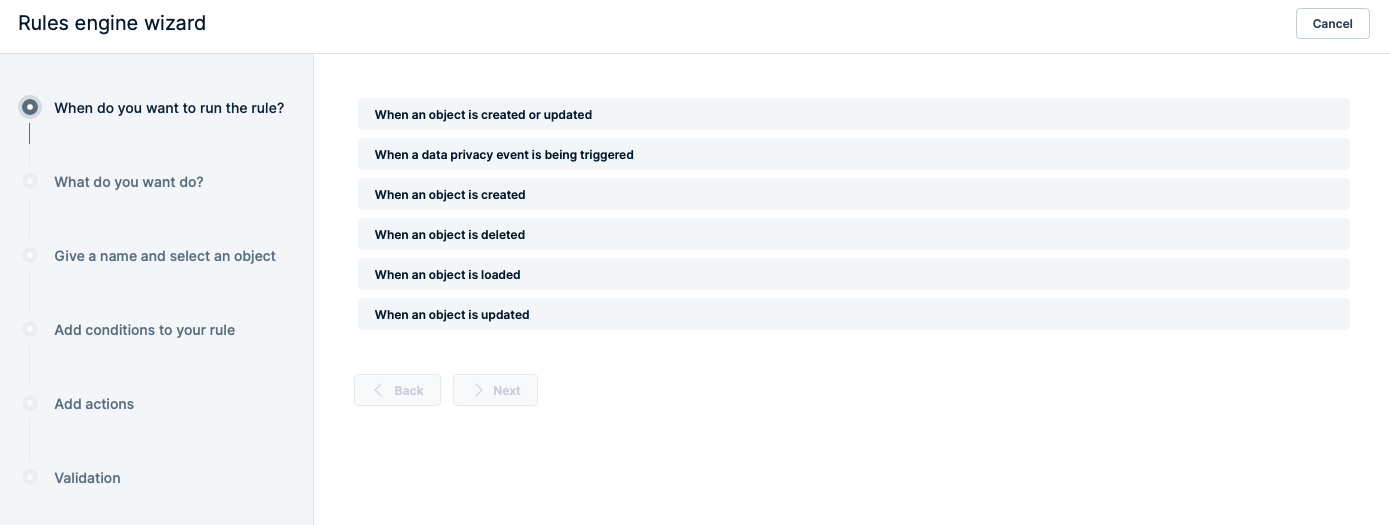 Rules engine wizard
Cancel
When do you want to run the rule?
What do you want do?
Give a name and select an object
Add conditions to your rule
Add actions
Validation
When an object is created or updated
When a data privacy event is being triggered
When an object is created
When an object is deleted
When an object is loaded
When an object is updated
Back
Next